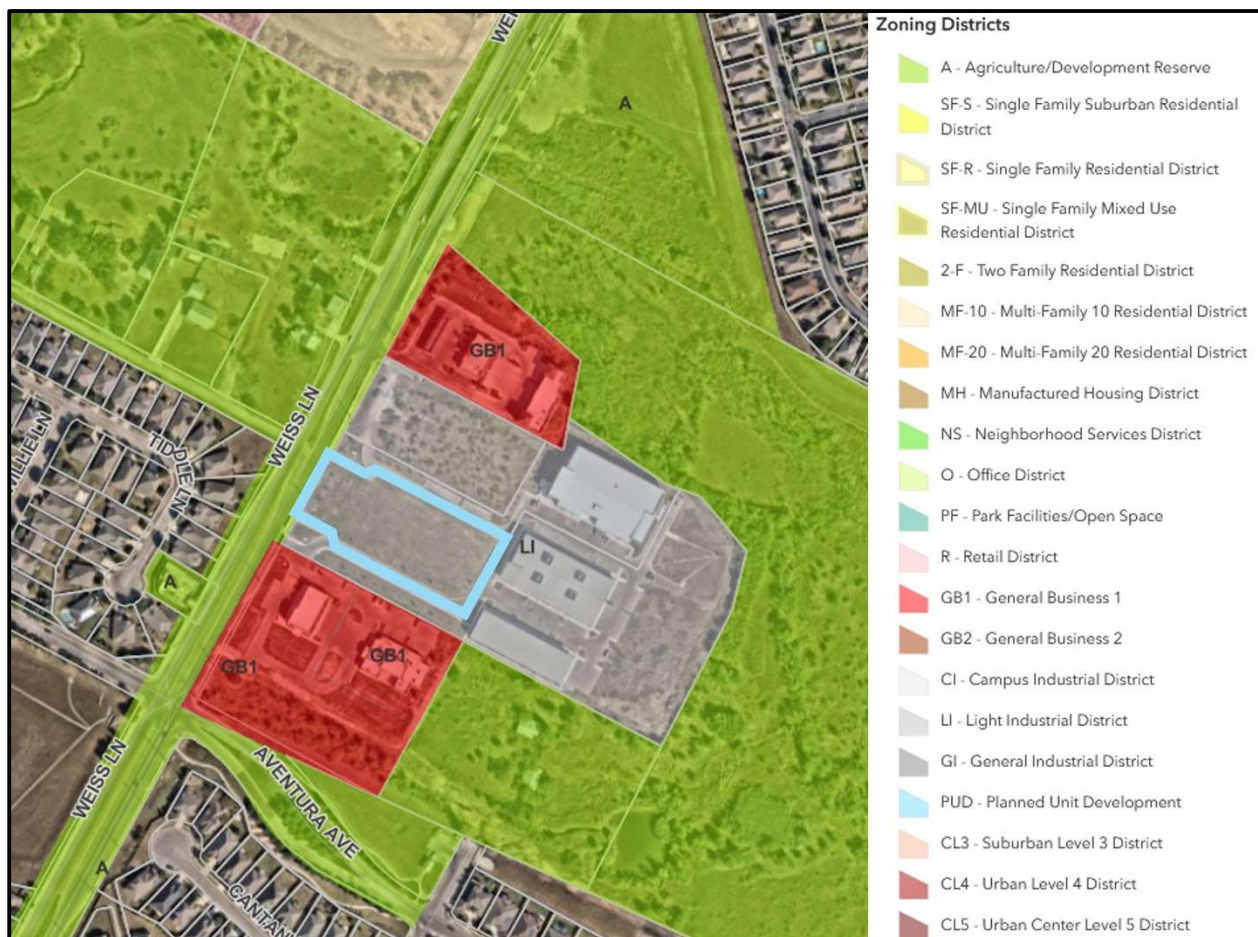 WEI
A
GB1
WEISS LN
TIDDLE LN
LI
A
GB1
GB1
WEISS LN
AVENTURA AVE
A
Zoning Districts
A - Agriculture/Development Reserve
SF-S - Single Family Suburban Residential
District
SF-R - Single Family Residential District
SF-MU - Single Family Mixed Use
Residential District
2-F - Two Family Residential District
MF-10 - Multi-Family 10 Residential District
MF-20 - Multi-Family 20 Residential District
MH - Manufactured Housing District
NS - Neighborhood Services District
O - Office District
PF - Park Facilities/Open Space
R - Retail District
GB1 - General Business 1
GB2 - General Business 2
CI - Campus Industrial District
LI - Light Industrial District
GI - General Industrial District
PUD - Planned Unit Development
CL3 - Suburban Level 3 District
CL4 - Urban Level 4 District
CL5 - Urban Center Level 5 District